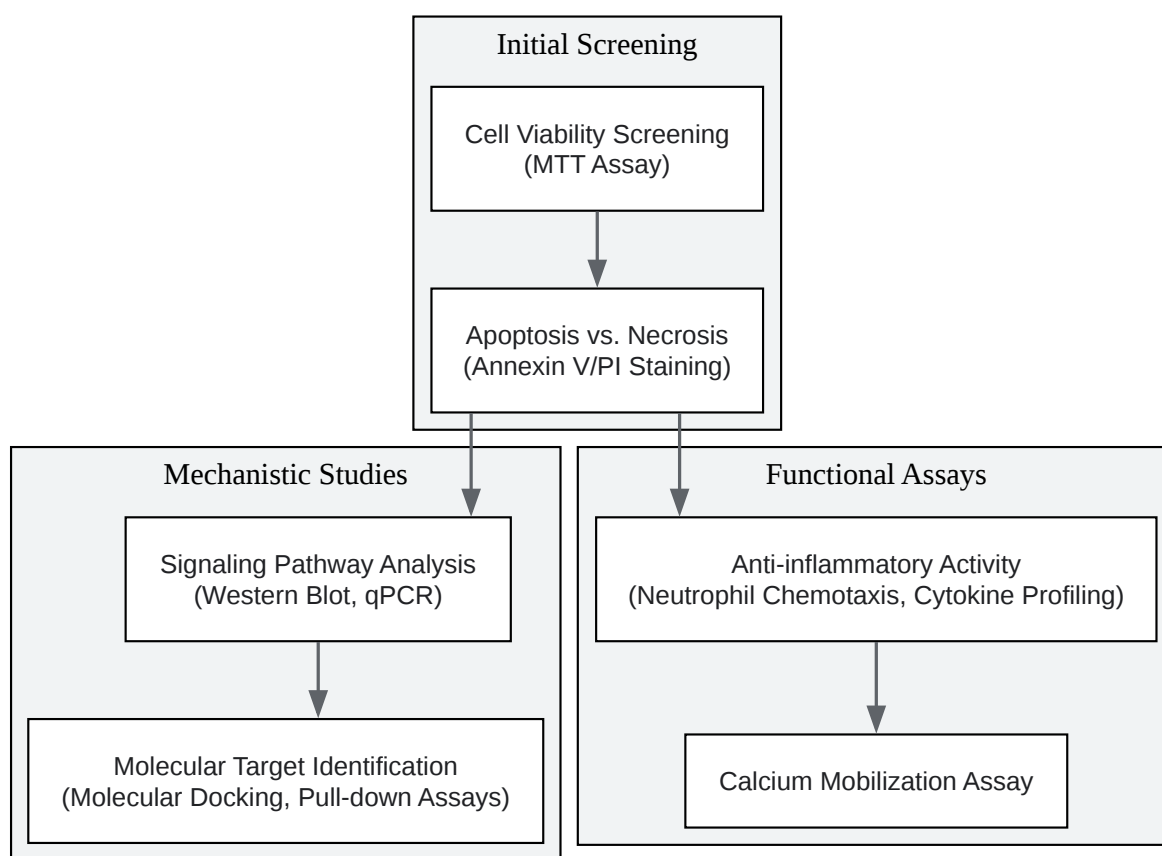 Initial Screening
Cell Viability Screening
(MTT Assay)
Apoptosis vs. Necrosis
(Annexin V/PI Staining)
Mechanistic Studies
Signaling Pathway Analysis
(Western Blot, qPCR)
Molecular Target Identification
(Molecular Docking, Pull-down Assays)
Functional Assays
Anti-inflammatory Activity
(Neutrophil Chemotaxis, Cytokine Profiling)
Calcium Mobilization Assay